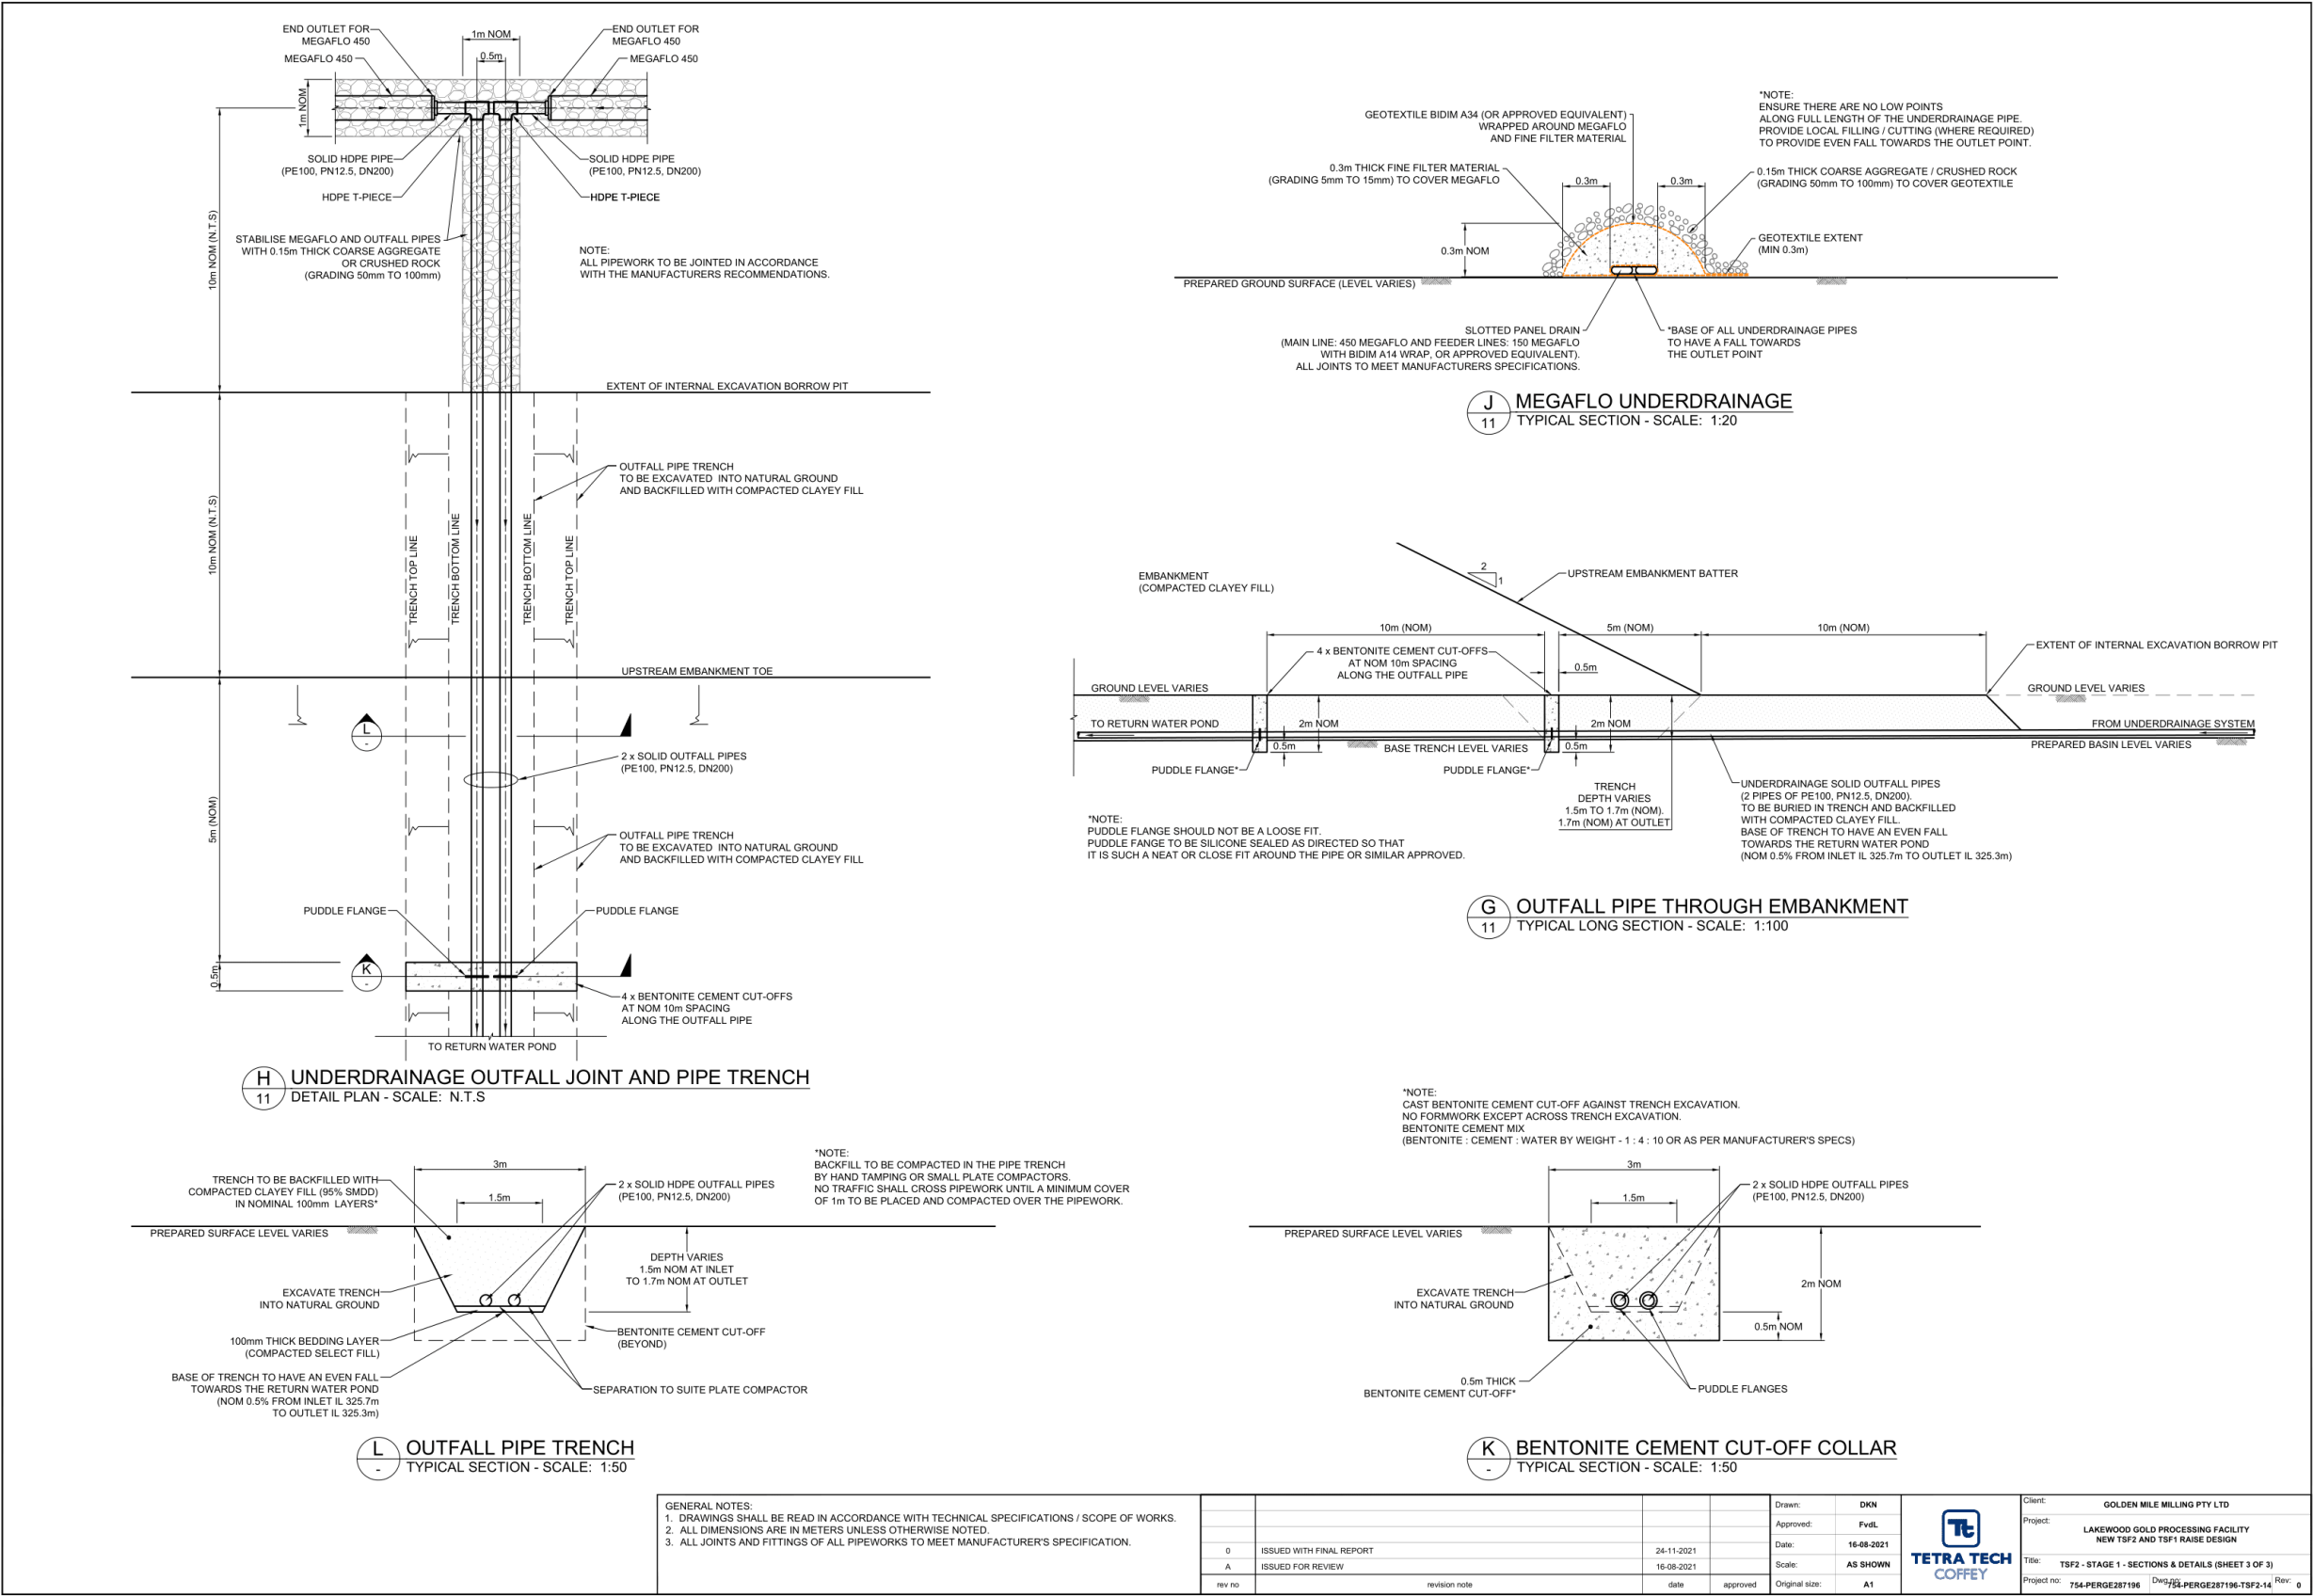 END OUTLET FOR
MEGAFLO 450
MEGAFLO 450
1m NOM
0.5m
END OUTLET FOR
MEGAFLO 450
MEGAFLO 450
1m NOM
SOLID HDPE PIPE
(PE100, PN12.5, DN200)
HDPE T-PIECE
SOLID HDPE PIPE
(PE100, PN12.5, DN200)
HDPE T-PIECE
STABILISE MEGAFLO AND OUTFALL PIPES
WITH 0.15m THICK COARSE AGGREGATE
OR CRUSHED ROCK
(GRADING 50mm TO 100mm)
NOTE:
ALL PIPEWORK TO BE JOINTED IN ACCORDANCE
WITH THE MANUFACTURERS RECOMMENDATIONS.
10m NOM (N.T.S)
EXTENT OF INTERNAL EXCAVATION BORROW PIT
OUTFALL PIPE TRENCH
TO BE EXCAVATED INTO NATURAL GROUND
AND BACKFILLED WITH COMPACTED CLAYEY FILL
10m NOM (N.T.S)
TRENCH TOP LINE
TRENCH BOTTOM LINE
TRENCH BOTTOM LINE
TRENCH TOP LINE
UPSTREAM EMBANKMENT TOE
L
-
2 x SOLID OUTFALL PIPES
(PE100, PN12.5, DN200)
5m (NOM)
OUTFALL PIPE TRENCH
TO BE EXCAVATED INTO NATURAL GROUND
AND BACKFILLED WITH COMPACTED CLAYEY FILL
PUDDLE FLANGE
PUDDLE FLANGE
K
-
0.5m
4 x BENTONITE CEMENT CUT-OFFS
AT NOM 10m SPACING
ALONG THE OUTFALL PIPE
TO RETURN WATER POND
H
11
UNDERDRAINAGE OUTFALL JOINT AND PIPE TRENCH
DETAIL PLAN - SCALE: N.T.S
*NOTE:
ENSURE THERE ARE NO LOW POINTS
ALONG FULL LENGTH OF THE UNDERDRAINAGE PIPE.
PROVIDE LOCAL FILLING / CUTTING (WHERE REQUIRED)
TO PROVIDE EVEN FALL TOWARDS THE OUTLET POINT.
GEOTEXTILE BIDIM A34 (OR APPROVED EQUIVALENT)
WRAPPED AROUND MEGAFLO
AND FINE FILTER MATERIAL
0.3m THICK FINE FILTER MATERIAL
(GRADING 5mm TO 15mm) TO COVER MEGAFLO
0.3m
0.3m
0.15m THICK COARSE AGGREGATE / CRUSHED ROCK
(GRADING 50mm TO 100mm) TO COVER GEOTEXTILE
0.3m NOM
GEOTEXTILE EXTENT
(MIN 0.3m)
PREPARED GROUND SURFACE (LEVEL VARIES)
SLOTTED PANEL DRAIN
(MAIN LINE: 450 MEGAFLO AND FEEDER LINES: 150 MEGAFLO
WITH BIDIM A14 WRAP, OR APPROVED EQUIVALENT).
ALL JOINTS TO MEET MANUFACTURERS SPECIFICATIONS.
*BASE OF ALL UNDERDRAINAGE PIPES
TO HAVE A FALL TOWARDS
THE OUTLET POINT
J
11
MEGAFLO UNDERDRAINAGE
TYPICAL SECTION - SCALE: 1:20
EMBANKMENT
(COMPACTED CLAYEY FILL)
2
1
UPSTREAM EMBANKMENT BATTER
10m (NOM)
5m (NOM)
10m (NOM)
4 x BENTONITE CEMENT CUT-OFFS
AT NOM 10m SPACING
ALONG THE OUTFALL PIPE
0.5m
EXTENT OF INTERNAL EXCAVATION BORROW PIT
GROUND LEVEL VARIES
GROUND LEVEL VARIES
TO RETURN WATER POND
2m NOM
2m NOM
FROM UNDERDRAINAGE SYSTEM
0.5m
BASE TRENCH LEVEL VARIES
0.5m
PREPARED BASIN LEVEL VARIES
PUDDLE FLANGE*
PUDDLE FLANGE*
TRENCH
DEPTH VARIES
1.5m TO 1.7m (NOM).
1.7m (NOM) AT OUTLET
UNDERDRAINAGE SOLID OUTFALL PIPES
(2 PIPES OF PE100, PN12.5, DN200).
TO BE BURIED IN TRENCH AND BACKFILLED
WITH COMPACTED CLAYEY FILL.
BASE OF TRENCH TO HAVE AN EVEN FALL
TOWARDS THE RETURN WATER POND
(NOM 0.5% FROM INLET IL 325.7m TO OUTLET IL 325.3m)
*NOTE:
PUDDLE FLANGE SHOULD NOT BE A LOOSE FIT.
PUDDLE FANGE TO BE SILICONE SEALED AS DIRECTED SO THAT
IT IS SUCH A NEAT OR CLOSE FIT AROUND THE PIPE OR SIMILAR APPROVED.
G
11
OUTFALL PIPE THROUGH EMBANKMENT
TYPICAL LONG SECTION - SCALE: 1:100
TRENCH TO BE BACKFILLED WITH
COMPACTED CLAYEY FILL (95% SMDD)
IN NOMINAL 100mm LAYERS*
3m
1.5m
2 x SOLID HDPE OUTFALL PIPES
(PE100, PN12.5, DN200)
*NOTE:
BACKFILL TO BE COMPACTED IN THE PIPE TRENCH
BY HAND TAMPING OR SMALL PLATE COMPACTORS.
NO TRAFFIC SHALL CROSS PIPEWORK UNTIL A MINIMUM COVER
OF 1m TO BE PLACED AND COMPACTED OVER THE PIPEWORK.
PREPARED SURFACE LEVEL VARIES
DEPTH VARIES
1.5m NOM AT INLET
TO 1.7m NOM AT OUTLET
EXCAVATE TRENCH
INTO NATURAL GROUND
100mm THICK BEDDING LAYER
(COMPACTED SELECT FILL)
BENTONITE CEMENT CUT-OFF
(BEYOND)
BASE OF TRENCH TO HAVE AN EVEN FALL
TOWARDS THE RETURN WATER POND
(NOM 0.5% FROM INLET IL 325.7m
TO OUTLET IL 325.3m)
SEPARATION TO SUITE PLATE COMPACTOR
L
-
OUTFALL PIPE TRENCH
TYPICAL SECTION - SCALE: 1:50
*NOTE:
CAST BENTONITE CEMENT CUT-OFF AGAINST TRENCH EXCAVATION.
NO FORMWORK EXCEPT ACROSS TRENCH EXCAVATION.
BENTONITE CEMENT MIX
(BENTONITE : CEMENT : WATER BY WEIGHT - 1 : 4 : 10 OR AS PER MANUFACTURER'S SPECS)
3m
1.5m
2 x SOLID HDPE OUTFALL PIPES
(PE100, PN12.5, DN200)
PREPARED SURFACE LEVEL VARIES
EXCAVATE TRENCH
INTO NATURAL GROUND
2m NOM
0.5m NOM
0.5m THICK
BENTONITE CEMENT CUT-OFF*
PUDDLE FLANGES
K
-
BENTONITE CEMENT CUT-OFF COLLAR
TYPICAL SECTION - SCALE: 1:50
GENERAL NOTES:
1. DRAWINGS SHALL BE READ IN ACCORDANCE WITH TECHNICAL SPECIFICATIONS / SCOPE OF WORKS.
2. ALL DIMENSIONS ARE IN METERS UNLESS OTHERWISE NOTED.
3. ALL JOINTS AND FITTINGS OF ALL PIPEWORKS TO MEET MANUFACTURER'S SPECIFICATION.
0 ISSUED WITH FINAL REPORT 24-11-2021
A ISSUED FOR REVIEW 16-08-2021
rev no revision note date approved
Drawn: DKN
Approved: FvdL
Date: 16-08-2021
Scale: AS SHOWN
Original size: A1
Tt
TETRA TECH
COFFEY
Client: GOLDEN MILE MILLING PTY LTD
Project: LAKEWOOD GOLD PROCESSING FACILITY
NEW TSF2 AND TSF1 RAISE DESIGN
Title: TSF2 - STAGE 1 - SECTIONS & DETAILS (SHEET 3 OF 3)
Project no: 754-PERGE287196 Dwg no: 754-PERGE287196-TSF2-14 Rev: 0